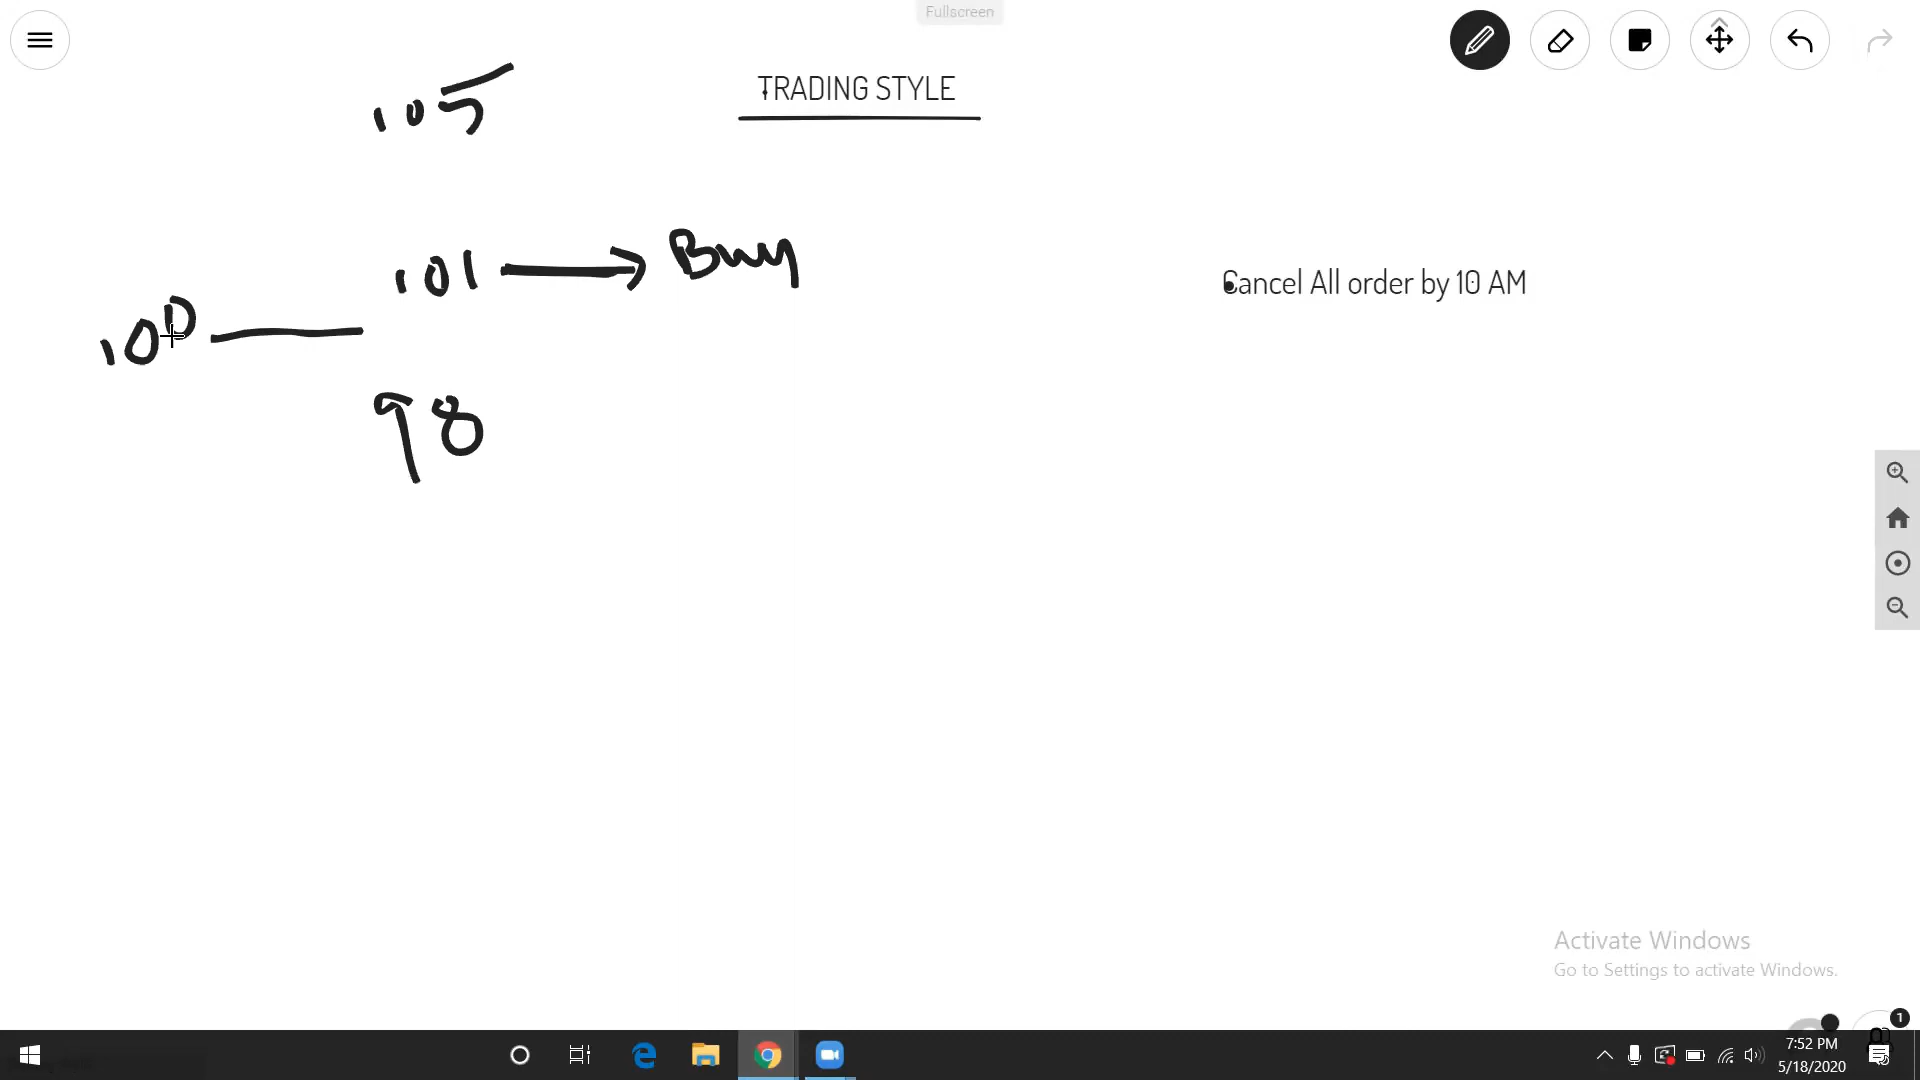 Fullscreen
TRADING STYLE
105
101 → Buy
Cancel All order by 10 AM
100 —
98
Activate Windows
Go to Settings to activate Windows.
1
7:52 PM
5/18/2020